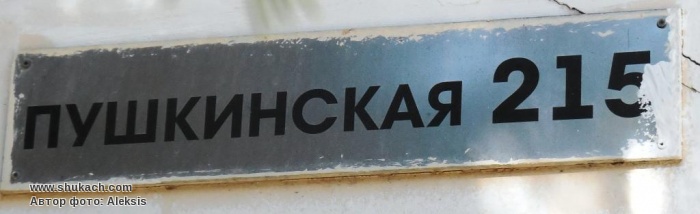 ПУШКИНСКАЯ 215
www.shukach.com
Автор фото: Aleksis